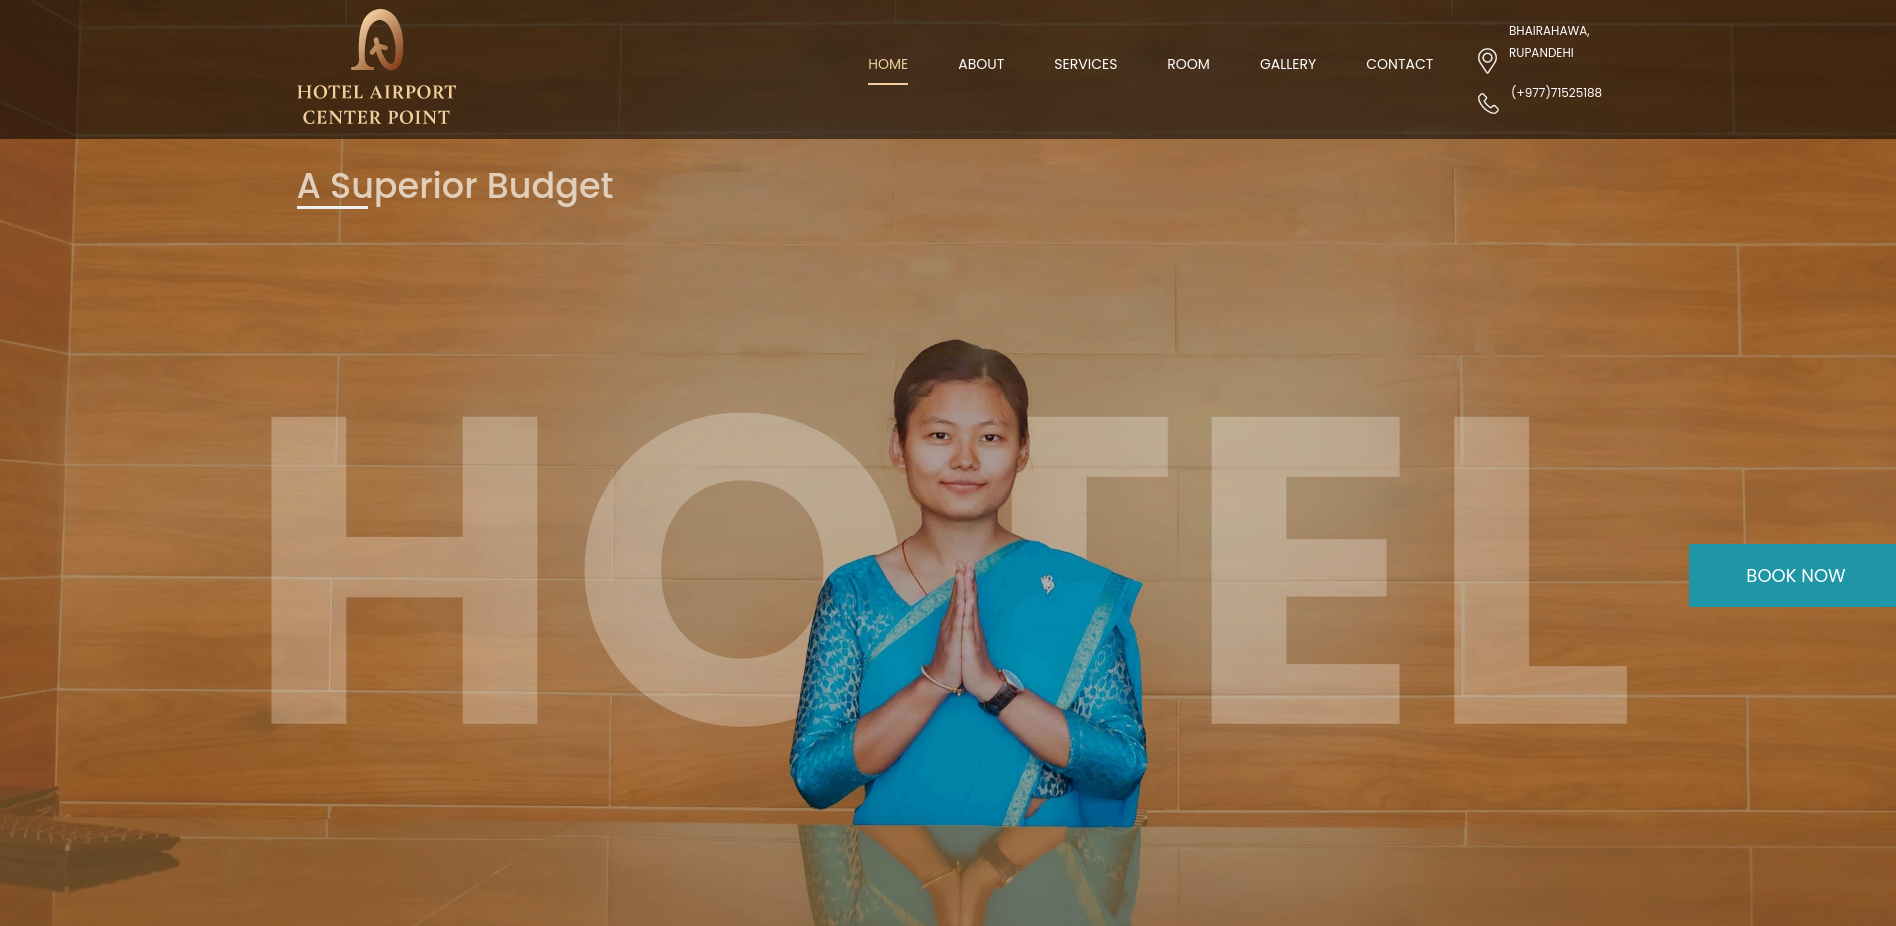 HOTEL AIRPORT
CENTER POINT
HOME
ABOUT
SERVICES
ROOM
GALLERY
CONTACT
BHAIRAHAWA,
RUPANDEHI
(+977)71525188
A Superior Budget
HOTEL
BOOK NOW